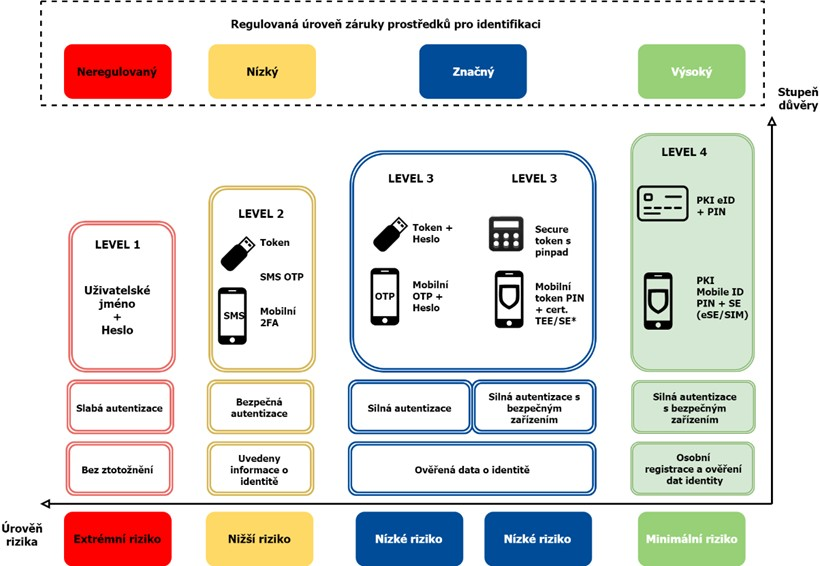 Regulovaná úroveň záruky prostředků pro identifikaci
Neregulovaný
Nízký
Značný
Výsoký
Stupeň
důvěry
LEVEL 1
Uživatelské
jméno
+
Heslo
LEVEL 2
Token
SMS OTP
SMS
Mobilní
2FA
LEVEL 3
Token +
Heslo
OTP
Mobilní
OTP +
Heslo
LEVEL 3
Secure
token s
pinpad
Mobilní
token PIN
+ cert.
TEE/SE*
LEVEL 4
PKI eID
+ PIN
PKI
Mobile ID
PIN + SE
(eSE/SIM)
Slabá autentizace
Bezpečná
autentizace
Silná autentizace
Silná autentizace s
bezpečným
zařízením
Silná autentizace
s bezpečným
zařízením
Bez ztotožnění
Uvedeny
informace o
identitě
Ověřená data o identitě
Osobní
registrace a ověření
dat identity
Úrověň
rizika
Extrémní riziko
Nižší riziko
Nízké riziko
Nízké riziko
Minimální riziko